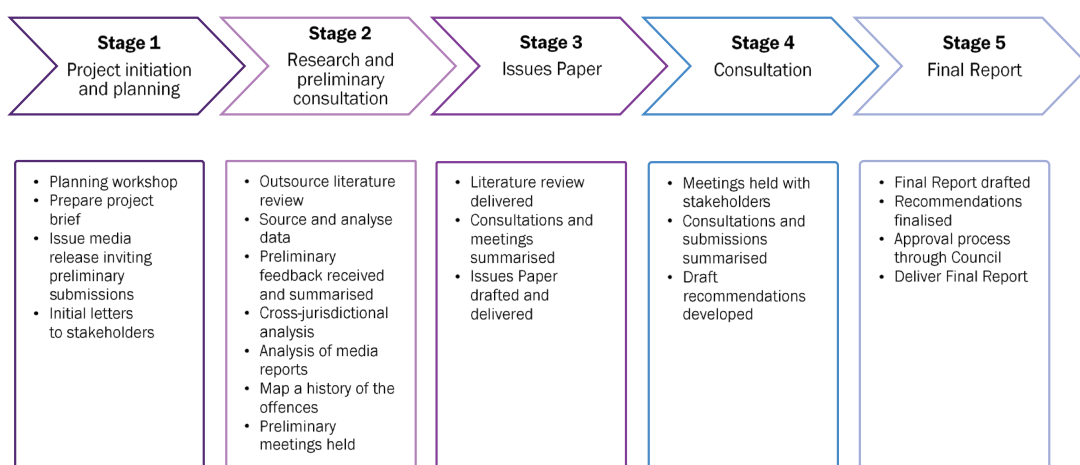 Stage 1
Project initiation
and planning
Stage 2
Research and
preliminary
consultation
Stage 3
Issues Paper
Stage 4
Consultation
Stage 5
Final Report
• Planning workshop
• Prepare project
brief
• Issue media
release inviting
preliminary
submissions
• Initial letters
to stakeholders
• Outsource literature
review
• Source and analyse
data
• Preliminary
feedback received
and summarised
• Cross-jurisdictional
analysis
• Analysis of media
reports
• Map a history of the
offences
• Preliminary
meetings held
• Literature review
delivered
• Consultations and
meetings
summarised
• Issues Paper
drafted and
delivered
• Meetings held with
stakeholders
• Consultations and
submissions
summarised
• Draft
recommendations
developed
• Final Report drafted
• Recommendations
finalised
• Approval process
through Council
• Deliver Final Report